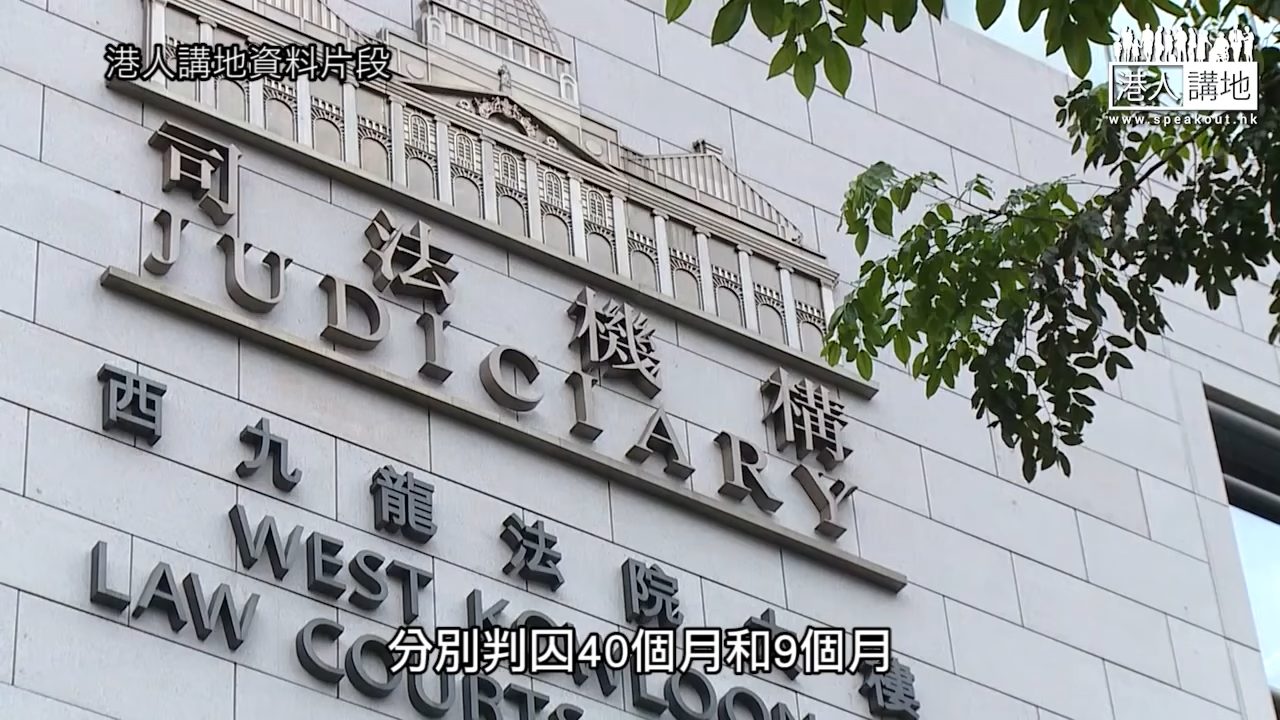 港人講地資料片段
港人講地
www.speakout.hk
司法機構
JUDICIARY
西九龍法院大樓
WEST KOWLOON
LAW COURTS
分別判囚40個月和9個月